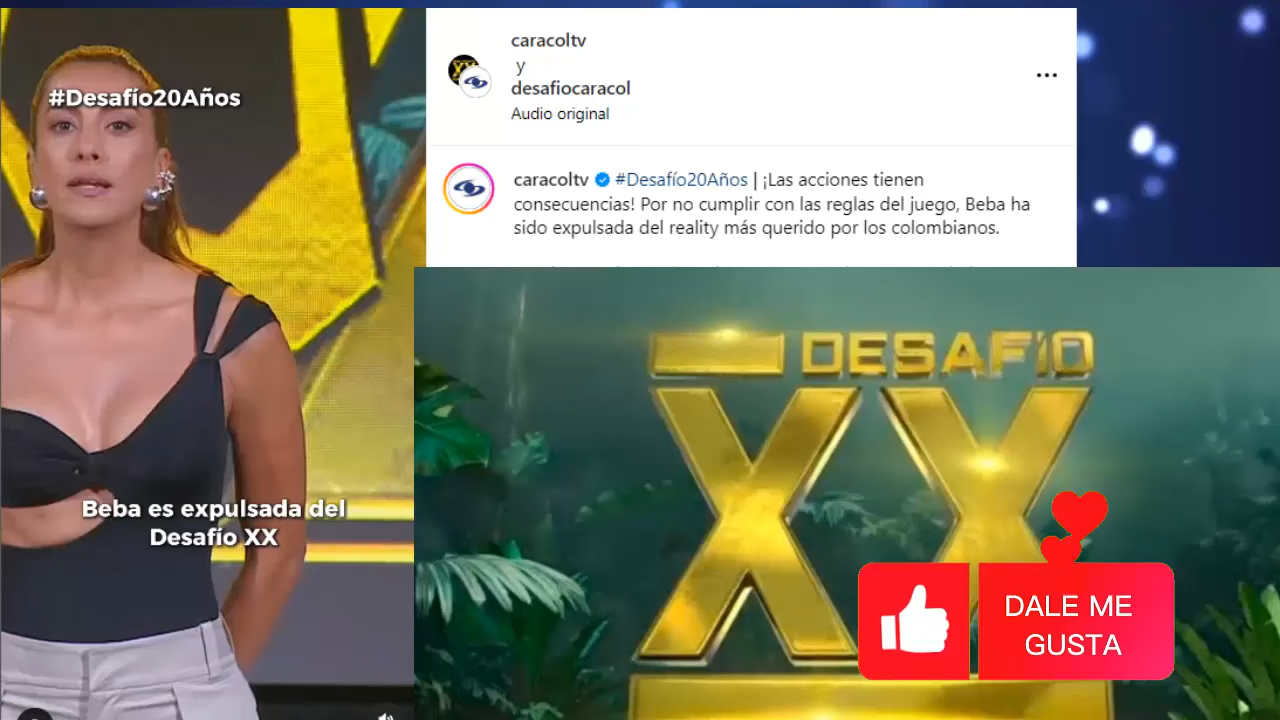 #Desafío20Años
Beba es expulsada del
Desafío XX
caracoltv
y
desafiocaracol
Audio original
caracoltv #Desafío20Años | ¡Las acciones tienen
consecuencias! Por no cumplir con las reglas del juego, Beba ha
sido expulsada del reality más querido por los colombianos.
DESAFÍO
XX
DALE ME
GUSTA